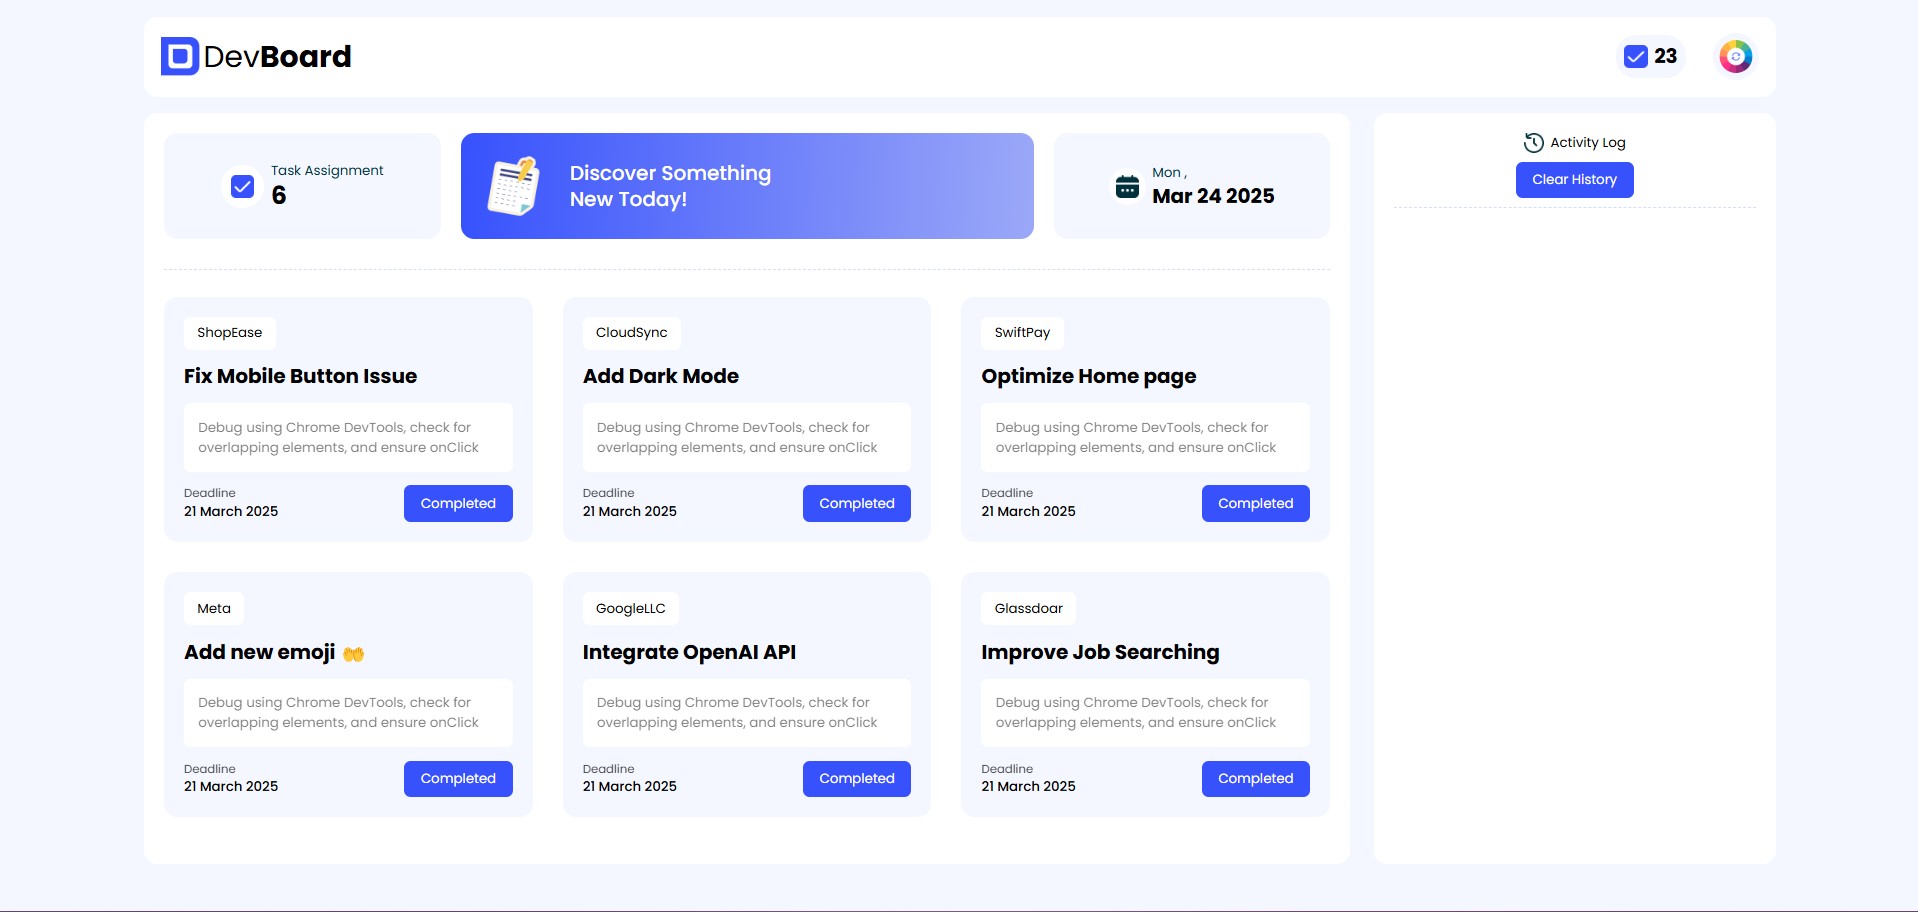 DevBoard
23
Task Assignment
6
Discover Something
New Today!
Mon ,
Mar 24 2025
Activity Log
Clear History
ShopEase
Fix Mobile Button Issue
Debug using Chrome DevTools, check for
overlapping elements, and ensure onClick
Deadline
21 March 2025
Completed
CloudSync
Add Dark Mode
Debug using Chrome DevTools, check for
overlapping elements, and ensure onClick
Deadline
21 March 2025
Completed
SwiftPay
Optimize Home page
Debug using Chrome DevTools, check for
overlapping elements, and ensure onClick
Deadline
21 March 2025
Completed
Meta
Add new emoji 🤲
Debug using Chrome DevTools, check for
overlapping elements, and ensure onClick
Deadline
21 March 2025
Completed
GoogleLLC
Integrate OpenAI API
Debug using Chrome DevTools, check for
overlapping elements, and ensure onClick
Deadline
21 March 2025
Completed
Glassdoar
Improve Job Searching
Debug using Chrome DevTools, check for
overlapping elements, and ensure onClick
Deadline
21 March 2025
Completed